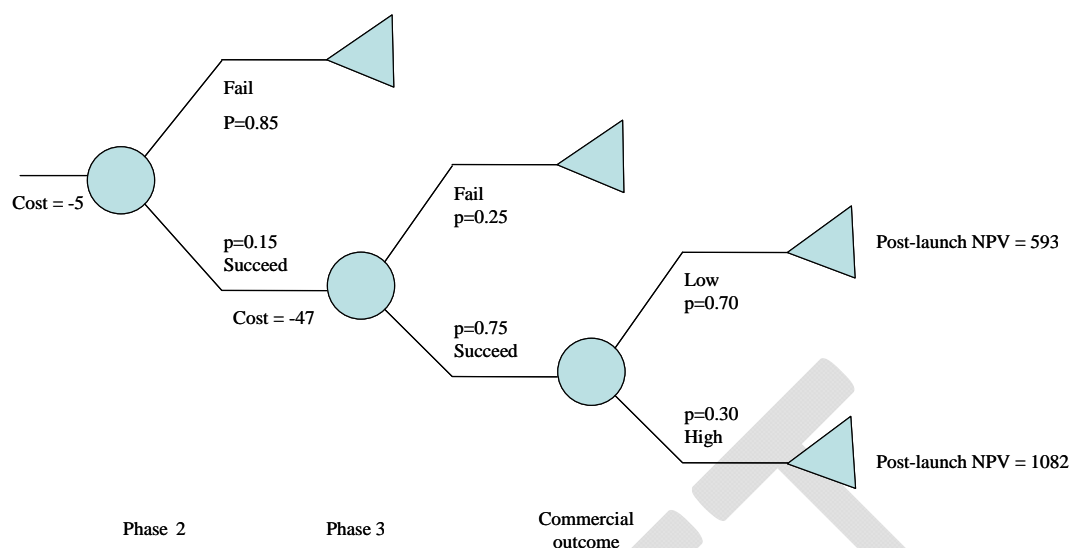 Fail
P=0.85
Cost = -5
p=0.15
Succeed
Cost = -47
Fail
p=0.25
p=0.75
Succeed
Low
p=0.70
Post-launch NPV = 593
p=0.30
High
Post-launch NPV = 1082
Phase 2
Phase 3
Commercial
outcome